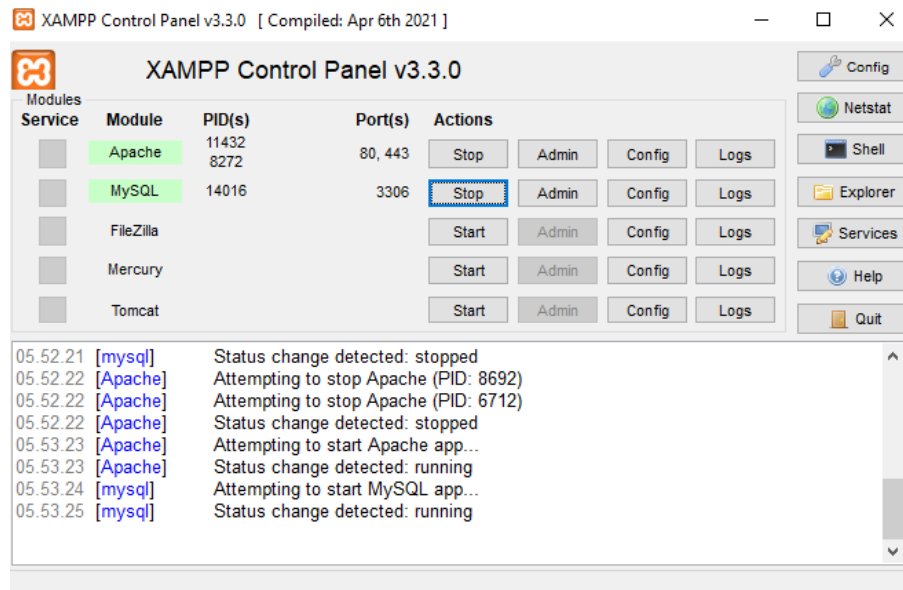 XAMPP Control Panel v3.3.0 [ Compiled: Apr 6th 2021 ]
XAMPP Control Panel v3.3.0
Config
Modules
Service Module PID(s) Port(s) Actions
Netstat
Apache 11432 8272 80, 443 Stop Admin Config Logs
Shell
MySQL 14016 3306 Stop Admin Config Logs
Explorer
FileZilla Start Admin Config Logs
Services
Mercury Start Admin Config Logs
Help
Tomcat Start Admin Config Logs
Quit
05.52.21 [mysql] Status change detected: stopped
05.52.22 [Apache] Attempting to stop Apache (PID: 8692)
05.52.22 [Apache] Attempting to stop Apache (PID: 6712)
05.52.22 [Apache] Status change detected: stopped
05.53.23 [Apache] Attempting to start Apache app...
05.53.23 [Apache] Status change detected: running
05.53.24 [mysql] Attempting to start MySQL app...
05.53.25 [mysql] Status change detected: running